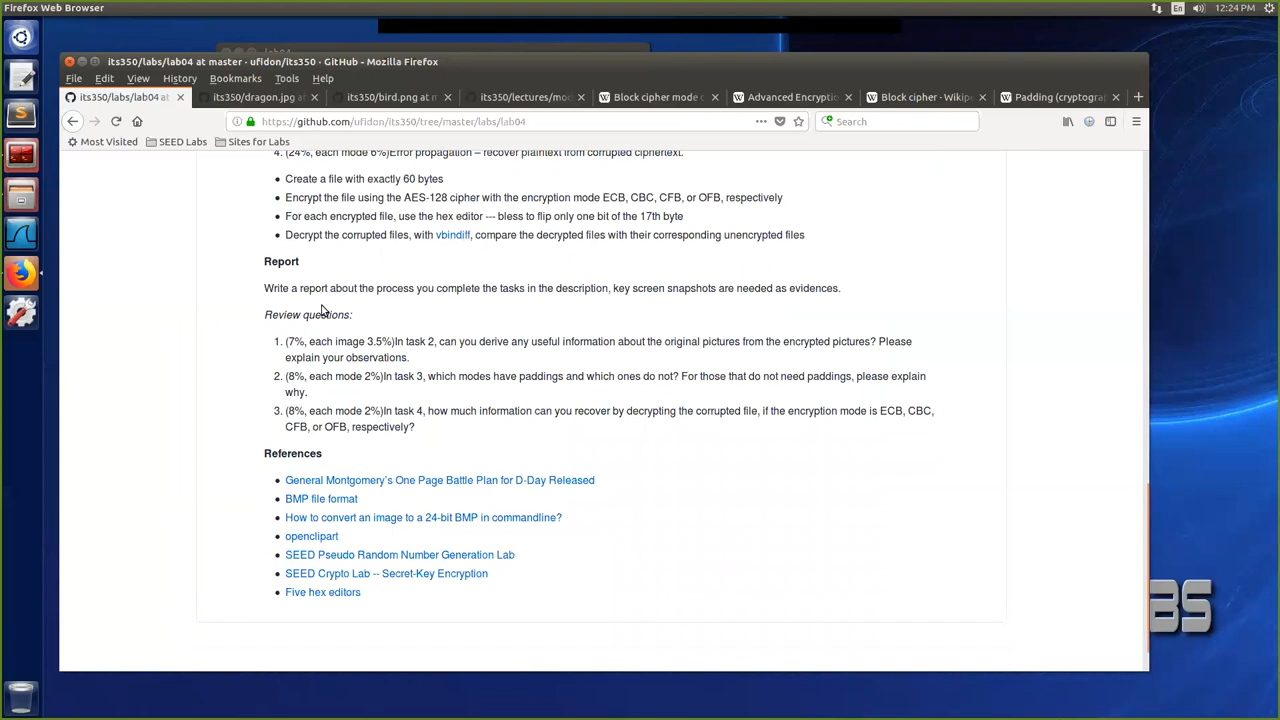 Firefox Web Browser
En
12:24 PM
lab04
its350/labs/lab04 at master · ufidon/its350 · GitHub - Mozilla Firefox
File Edit View History Bookmarks Tools Help
its350/labs/lab04 at
its350/dragon.jpg at
its350/bird.png at m
its350/lectures/mod
Block cipher mode o
Advanced Encryptio
Block cipher - Wikipe
Padding (cryptogra
https://github.com/ufidon/its350/tree/master/labs/lab04
Search
Most Visited
SEED Labs
Sites for Labs
4. (24%, each mode 6%)Error propagation – recover plaintext from corrupted ciphertext.
• Create a file with exactly 60 bytes
• Encrypt the file using the AES-128 cipher with the encryption mode ECB, CBC, CFB, or OFB, respectively
• For each encrypted file, use the hex editor --- bless to flip only one bit of the 17th byte
• Decrypt the corrupted files, with vbindiff, compare the decrypted files with their corresponding unencrypted files
Report
Write a report about the process you complete the tasks in the description, key screen snapshots are needed as evidences.
Review questions:
1. (7%, each image 3.5%)In task 2, can you derive any useful information about the original pictures from the encrypted pictures? Please
explain your observations.
2. (8%, each mode 2%)In task 3, which modes have paddings and which ones do not? For those that do not need paddings, please explain
why.
3. (8%, each mode 2%)In task 4, how much information can you recover by decrypting the corrupted file, if the encryption mode is ECB, CBC,
CFB, or OFB, respectively?
References
• General Montgomery's One Page Battle Plan for D-Day Released
• BMP file format
• How to convert an image to a 24-bit BMP in commandline?
• openclipart
• SEED Pseudo Random Number Generation Lab
• SEED Crypto Lab -- Secret-Key Encryption
• Five hex editors
BS